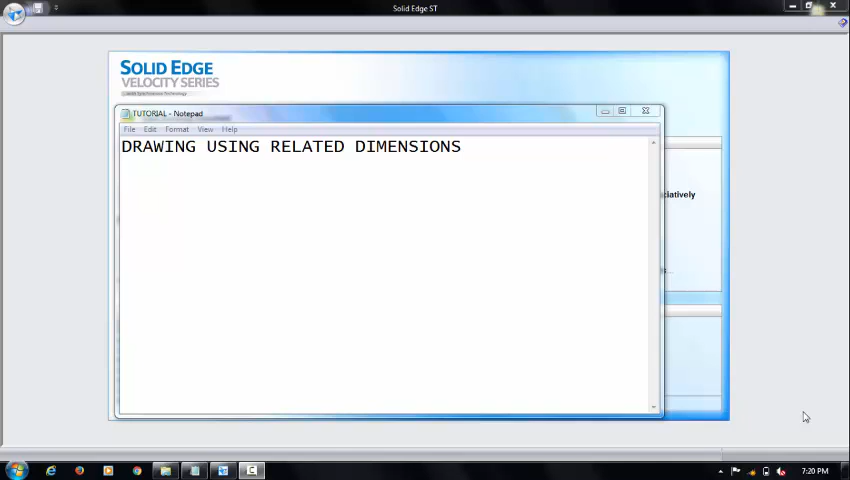 Solid Edge ST
SOLID EDGE
VELOCITY SERIES
TUTORIAL - Notepad
File Edit Format View Help
DRAWING USING RELATED DIMENSIONS
ciatively
7:20 PM